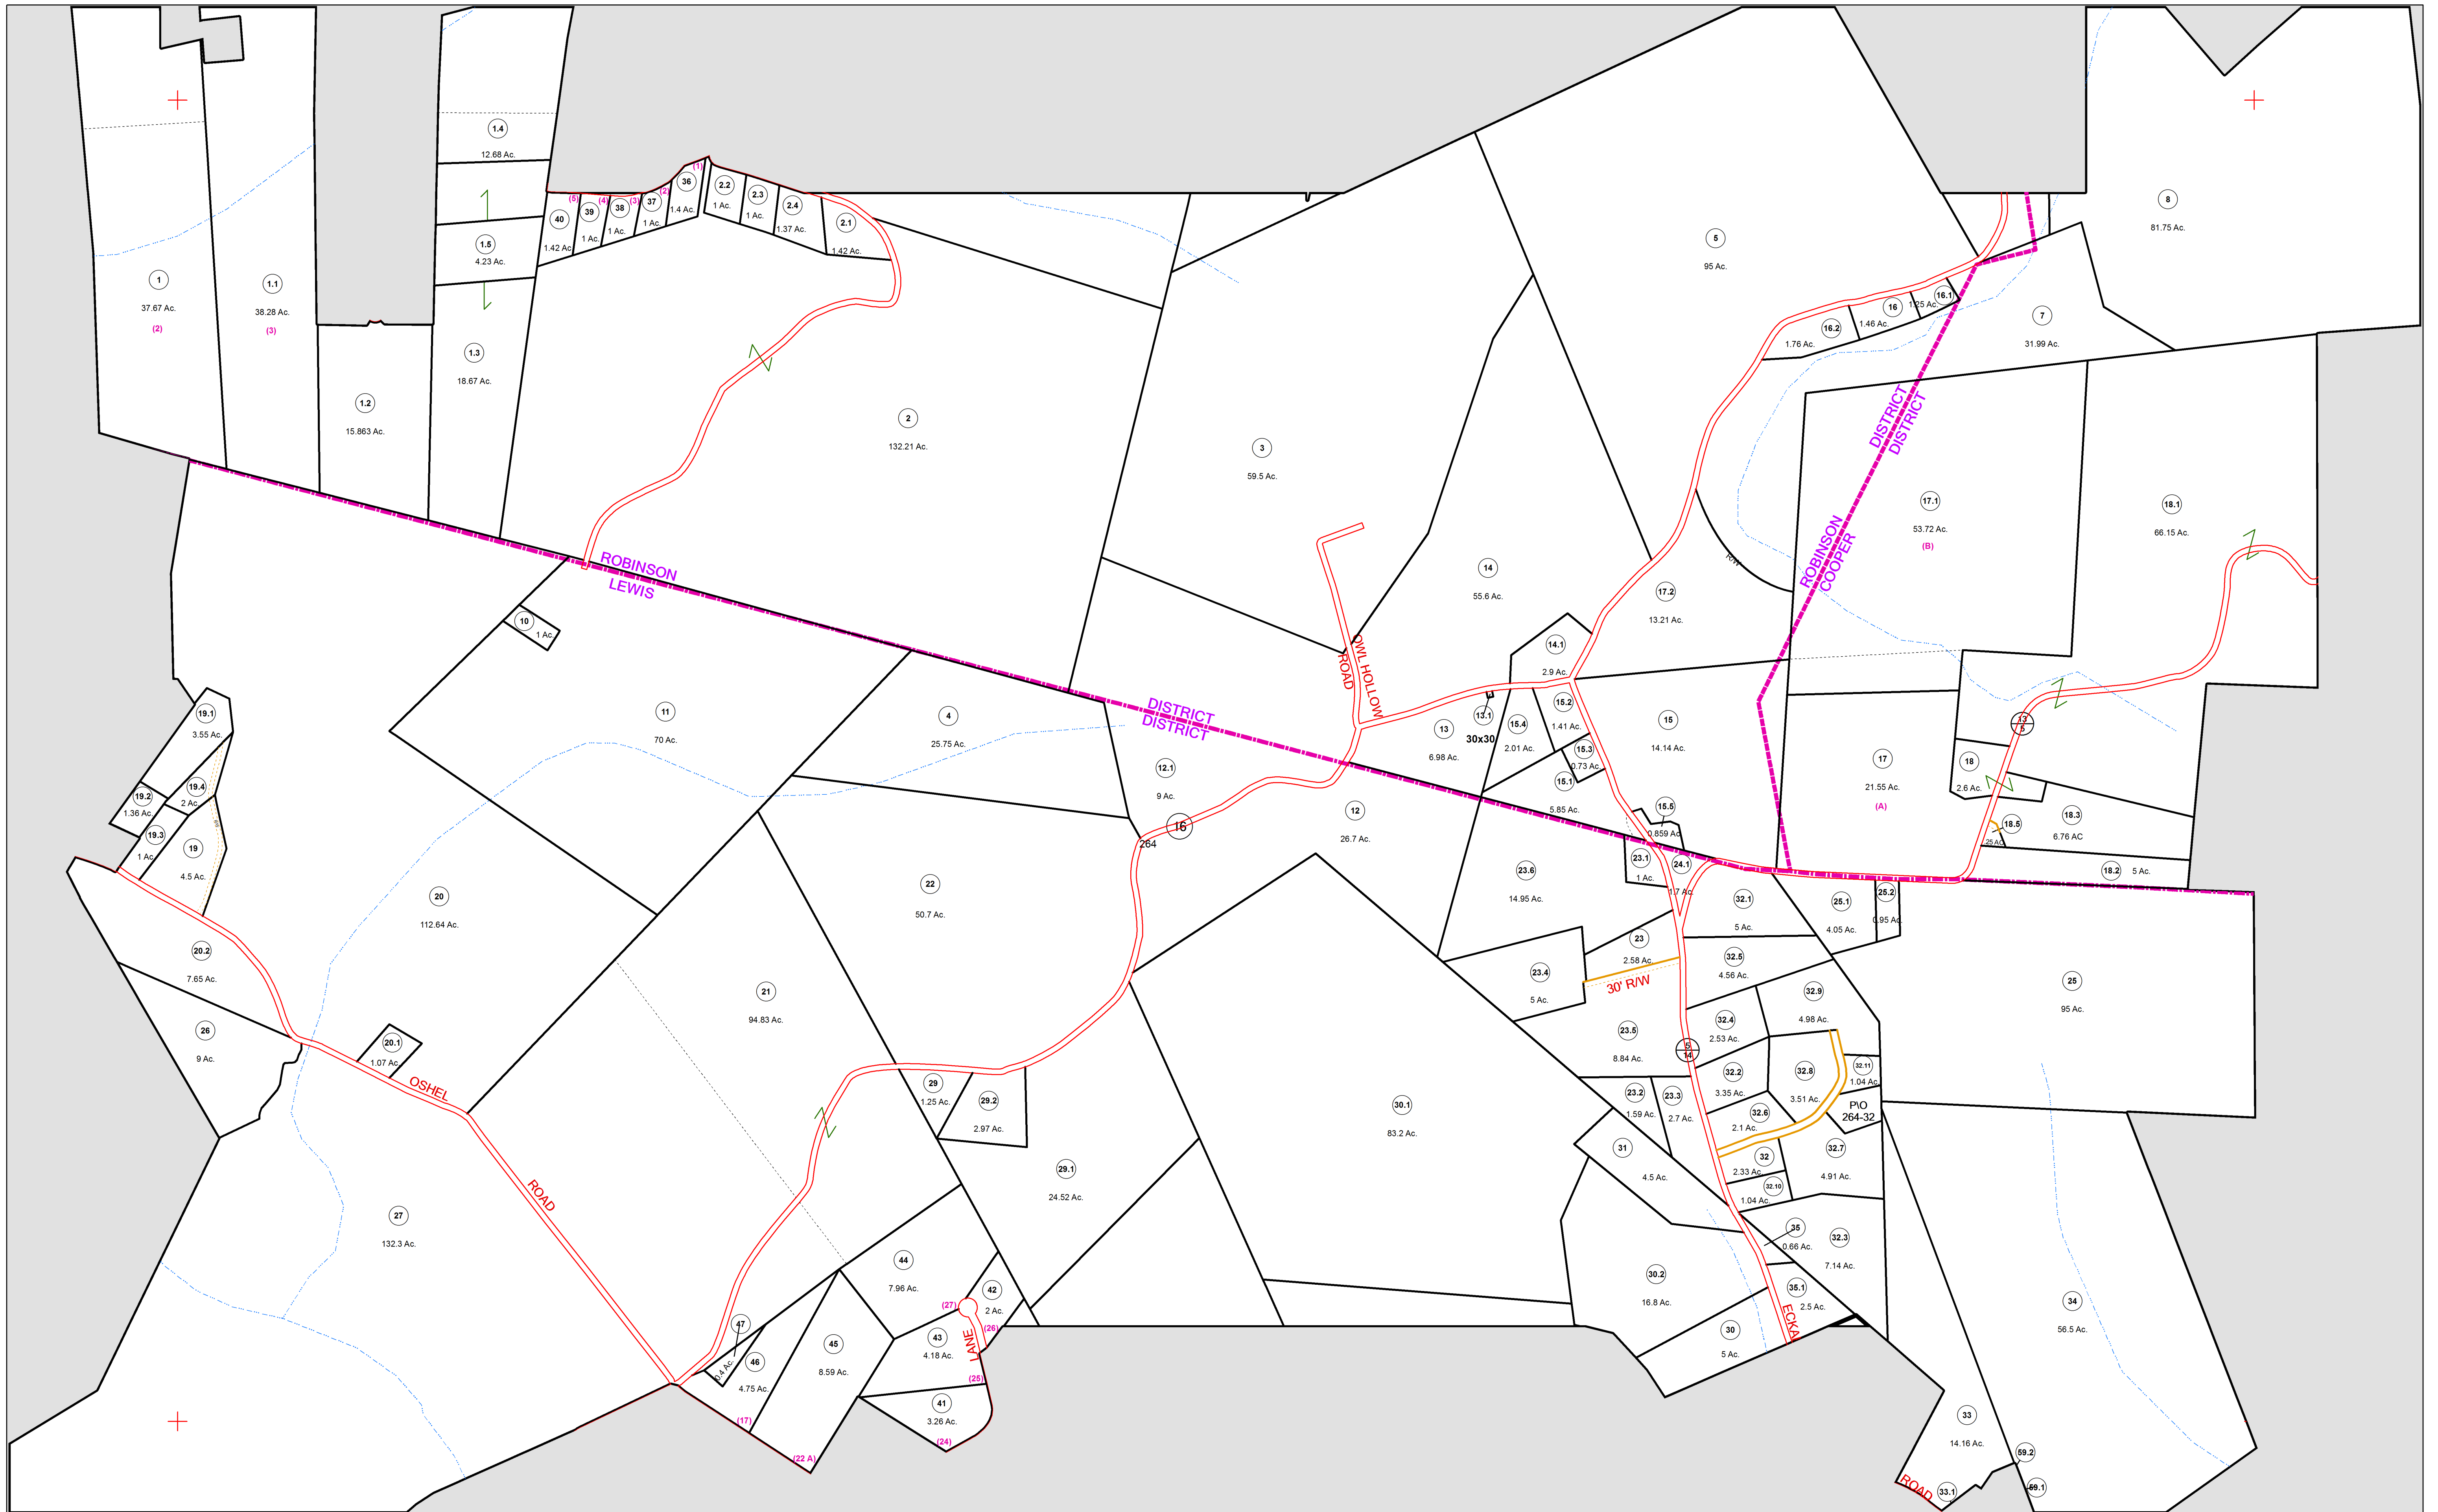 1.4
12.68 Ac.
1
37.67 Ac.
(2)
1.1
38.28 Ac.
(3)
1.2
15.863 Ac.
1.5
4.23 Ac.
1.3
18.67 Ac.
40
1.42 Ac.
(5)
39
1 Ac.
(4)
38
1 Ac.
(3)
37
1 Ac.
(2)
36
1.4 Ac.
(1)
2.2
1 Ac.
2.3
1 Ac.
2.4
1.37 Ac.
2.1
1.42 Ac.
2
132.21 Ac.
3
59.5 Ac.
5
95 Ac.
8
81.75 Ac.
7
31.99 Ac.
16.1
1.25 Ac.
16
1.46 Ac.
16.2
1.76 Ac.
DISTRICT
DISTRICT
ROBINSON
COOPER
17.1
53.72 Ac.
(B)
18.1
66.15 Ac.
R/W
17.2
13.21 Ac.
14
55.6 Ac.
14.1
2.9 Ac.
OWL HOLLOW
ROAD
ROBINSON
LEWIS
DISTRICT
DISTRICT
10
1 Ac.
11
70 Ac.
4
25.75 Ac.
12.1
9 Ac.
16
264
12
26.7 Ac.
13
6.98 Ac.
13.1
30x30
15.4
2.01 Ac.
15.2
1.41 Ac.
15.3
0.73 Ac.
15.1
5.85 Ac.
15
14.14 Ac.
15.5
0.859 Ac.
17
21.55 Ac.
(A)
13
5
18
2.6 Ac.
18.3
6.76 AC
18.5
.25 AC
18.2
5 Ac.
19.1
3.55 Ac.
19.4
2 Ac.
19.2
1.36 Ac.
19.3
1 Ac.
19
4.5 Ac.
20
112.64 Ac.
20.2
7.65 Ac.
26
9 Ac.
20.1
1.07 Ac.
OSHEL
ROAD
27
132.3 Ac.
21
94.83 Ac.
22
50.7 Ac.
29
1.25 Ac.
29.2
2.97 Ac.
29.1
24.52 Ac.
30.1
83.2 Ac.
23.6
14.95 Ac.
23.1
1 Ac.
24.1
1.7 Ac.
23
2.58 Ac.
30' R/W
23.4
5 Ac.
23.5
8.84 Ac.
23.2
1.59 Ac.
23.3
2.7 Ac.
5
14
32.1
5 Ac.
25.1
4.05 Ac.
25.2
0.95 Ac.
32.5
4.56 Ac.
32.9
4.98 Ac.
32.4
2.53 Ac.
32.2
3.35 Ac.
32.8
3.51 Ac.
32.11
1.04 Ac.
P\O
264-32
32.6
2.1 Ac.
32
2.33 Ac.
32.7
4.91 Ac.
32.10
1.04 Ac.
25
95 Ac.
31
4.5 Ac.
35
0.66 Ac.
32.3
7.14 Ac.
35.1
2.5 Ac.
30.2
16.8 Ac.
30
5 Ac.
ECKA
34
56.5 Ac.
33
14.16 Ac.
33.1
59.2
59.1
ROAD
44
7.96 Ac.
42
2 Ac.
(27)
(26)
LANE
43
4.18 Ac.
(25)
41
3.26 Ac.
(24)
45
8.59 Ac.
(22 A)
47
0.4 Ac.
46
4.75 Ac.
(17)